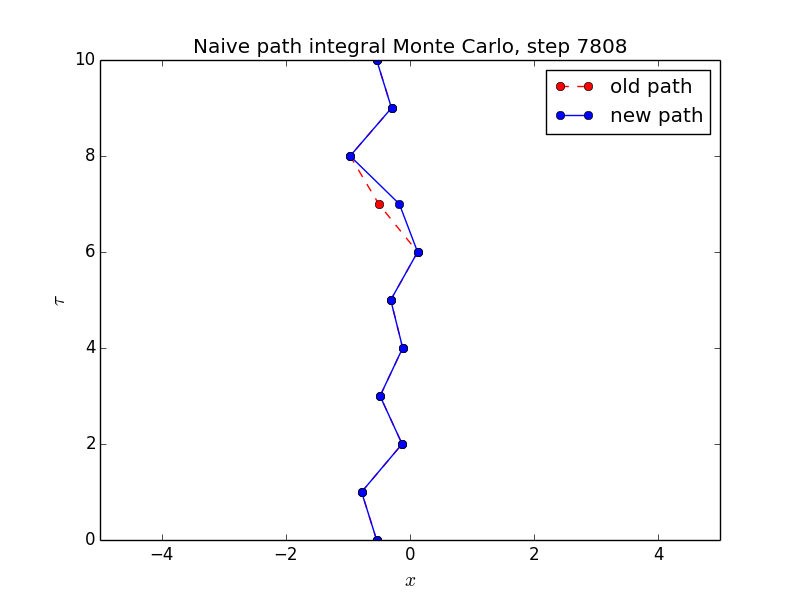 Naive path integral Monte Carlo, step 7808
old path
new path
10
8
6
4
2
0
τ
−4
−2
0
2
4
x